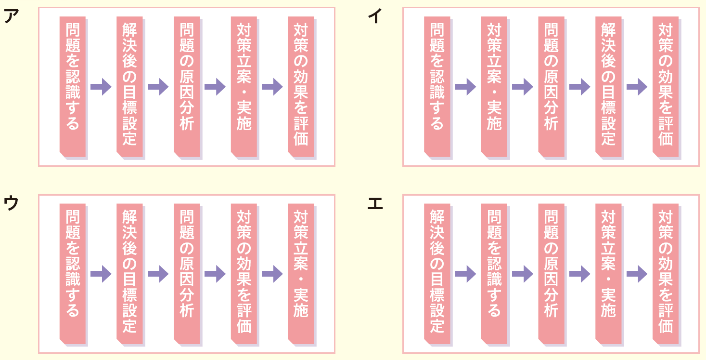 ア
問題を認識する
解決後の目標設定
問題の原因分析
対策立案・実施
対策の効果を評価
イ
問題を認識する
対策立案・実施
問題の原因分析
解決後の目標設定
対策の効果を評価
ウ
問題を認識する
解決後の目標設定
問題の原因分析
対策の効果を評価
対策立案・実施
エ
解決後の目標設定
問題を認識する
問題の原因分析
対策立案・実施
対策の効果を評価